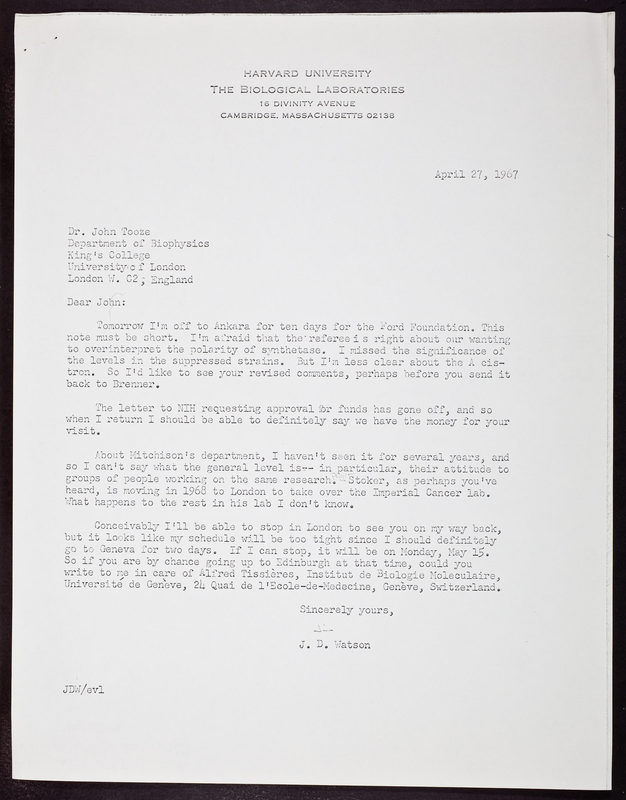 HARVARD UNIVERSITY
THE BIOLOGICAL LABORATORIES
16 DIVINITY AVENUE
CAMBRIDGE, MASSACHUSETTS 02138
April 27, 1967
Dr. John Tooze
Department of Biophysics
King's College
University of London
London W. C2, England
Dear John:
Tomorrow I'm off to Ankara for ten days for the Ford Foundation. This
note must be short. I'm afraid that the referee is right about our wanting
to overinterpret the polarity of synthetase. I missed the significance of
the levels in the suppressed strains. But I'm less clear about the A cis-
tron. So I'd like to see your revised comments, perhaps before you send it
back to Brenner.
The letter to NIH requesting approval for funds has gone off, and so
when I return I should be able to definitely say we have the money for your
visit.
About Mitchison's department, I haven't seen it for several years, and
so I can't say what the general level is-- in particular, their attitude to
groups of people working on the same research. Stoker, as perhaps you've
heard, is moving in 1968 to London to take over the Imperial Cancer lab.
What happens to the rest in his lab I don't know.
Conceivably I'll be able to stop in London to see you on my way back,
but it looks like my schedule will be too tight since I should definitely
go to Geneva for two days. If I can stop, it will be on Monday, May 15.
So if you are by chance going up to Edinburgh at that time, could you
write to me in care of Alfred Tissières, Institut de Biologie Moleculaire,
Université de Genève, 24 Quai de l'Ecole-de-Medecine, Genève, Switzerland.
Sincerely yours,
J. D. Watson
JDW/evl